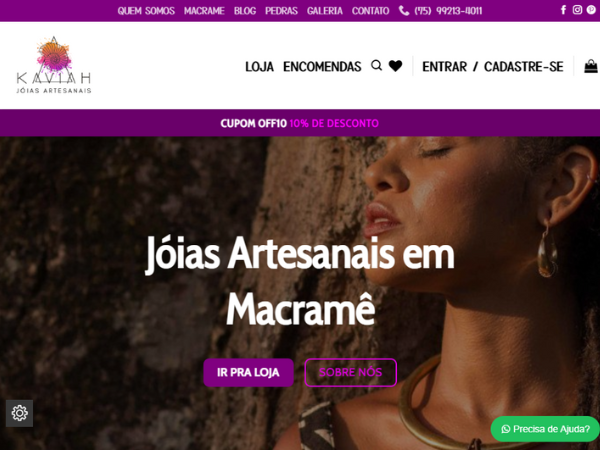 QUEM SOMOS MACRAME BLOG PEDRAS GALERIA CONTATO (75) 99213-4011
KAVIAH
JÓIAS ARTESANAIS
LOJA ENCOMENDAS ENTRAR / CADASTRE-SE
CUPOM OFF10 10% DE DESCONTO
Jóias Artesanais em
Macramê
IR PRA LOJA SOBRE NÓS
Precisa de Ajuda?